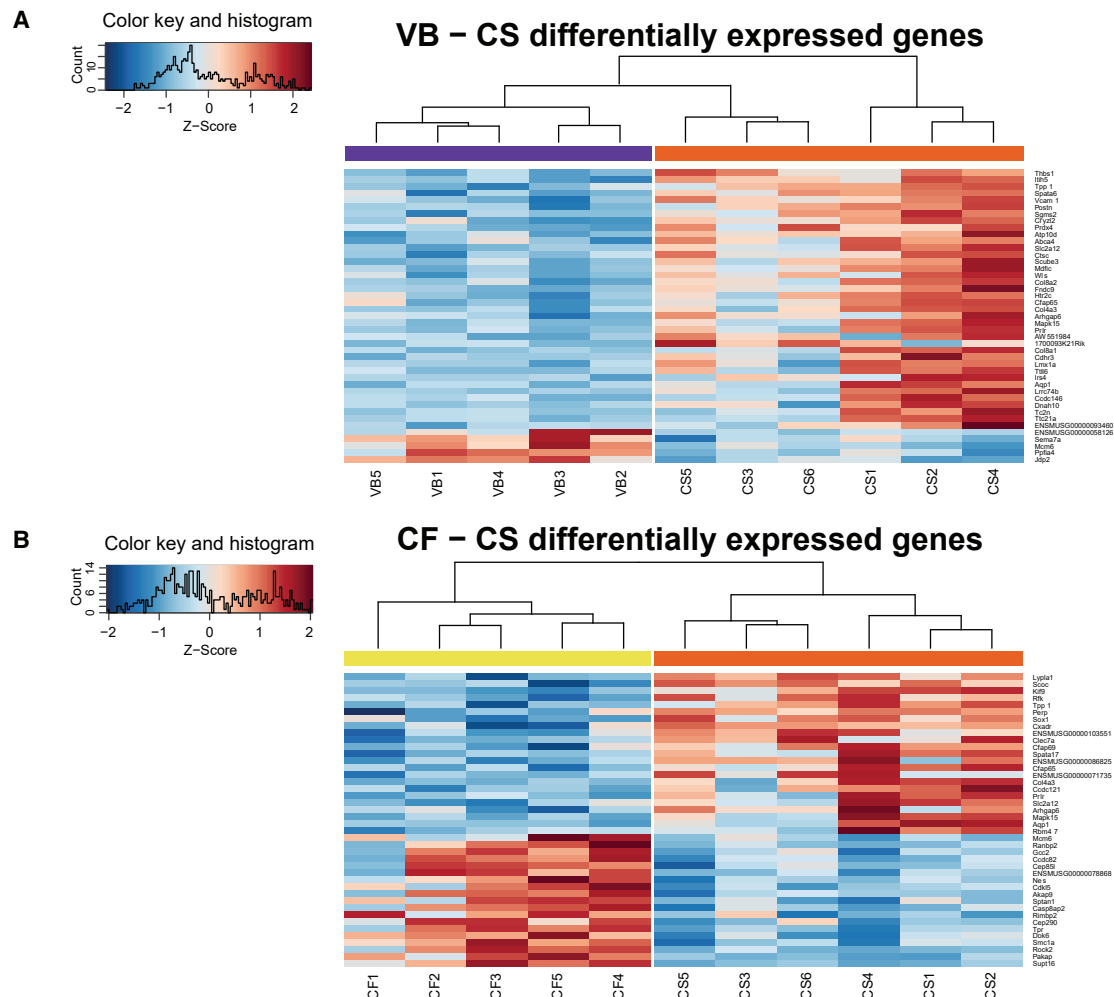 A
Color key and histogram
VB – CS differentially expressed genes
Count
0 10
−2 −1 0 1 2
Z-Score
Thbs1
Itih5
Tpp 1
Spata6
Vcam 1
Postn
Sgms2
Cryzl2
Prdx4
Atp10d
Abca4
Slc2a12
Ctsc
Scube3
Mdfic
Wls
Col8a2
Fndc9
Htr2c
Cfap65
Col4a3
Arhgap6
Mapk15
Prlr
AW 551984
1700093K21Rik
Col8a1
Cdhr3
Lmx1a
Ttll6
Irs4
Aqp1
Lrrc74b
Ccdc146
Dnah10
Tc2n
Ttc21a
ENSMUSG00000093460
ENSMUSG00000058126
Sema7a
Mcm6
Ppfia4
Jdp2
VB5 VB1 VB4 VB3 VB2 CS5 CS3 CS6 CS1 CS2 CS4
B
Color key and histogram
CF – CS differentially expressed genes
Count
0 6 14
−2 −1 0 1 2
Z-Score
Lypla1
Scoc
Kif9
Rfk
Tpp 1
Perp
Sox1
Cxadr
ENSMUSG00000103551
Clec7a
Cfap69
Spata17
ENSMUSG00000086825
Cfap65
ENSMUSG00000071735
Col4a3
Ccdc121
Prlr
Slc2a12
Arhgap6
Mapk15
Aqp1
Rbm4 7
Mcm6
Ranbp2
Gcc2
Ccdc82
Cep85l
ENSMUSG00000078868
Nes
Cdkl5
Akap9
Sptan1
Casp8ap2
Rimbp2
Cep290
Tpr
Dok6
Smc1a
Rock2
Pakap
Supt16
CF1 CF2 CF3 CF5 CF4 CS5 CS3 CS6 CS4 CS1 CS2